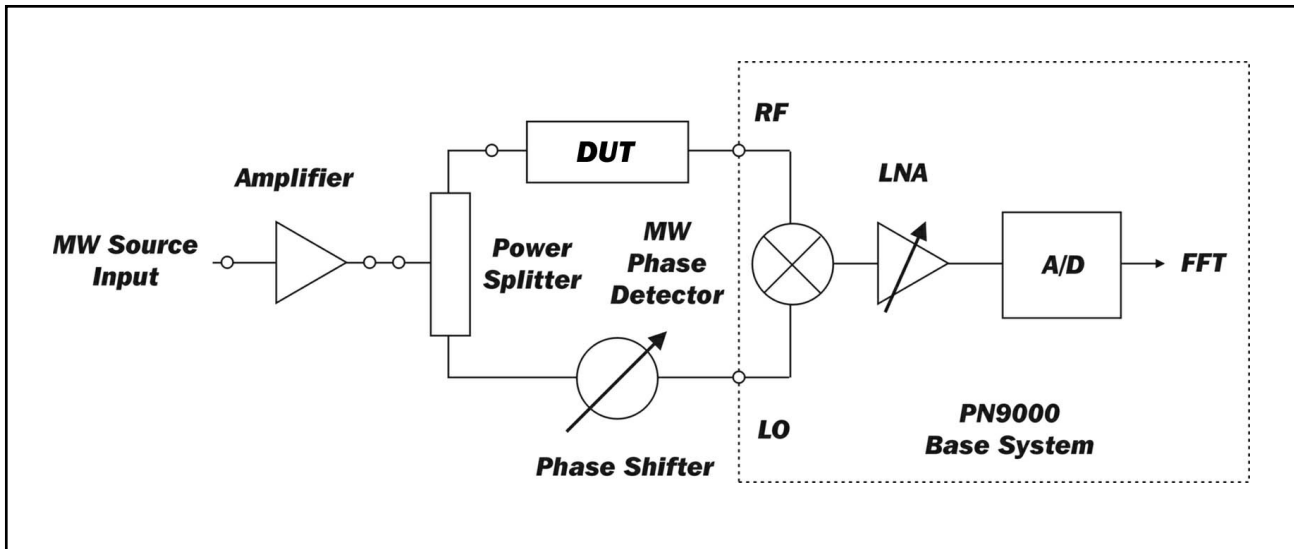 RF
DUT
LNA
Amplifier
MW
Phase
Detector
MW Source
Input
Power
Splitter
A/D
FFT
PN9000
Base System
LO
Phase Shifter